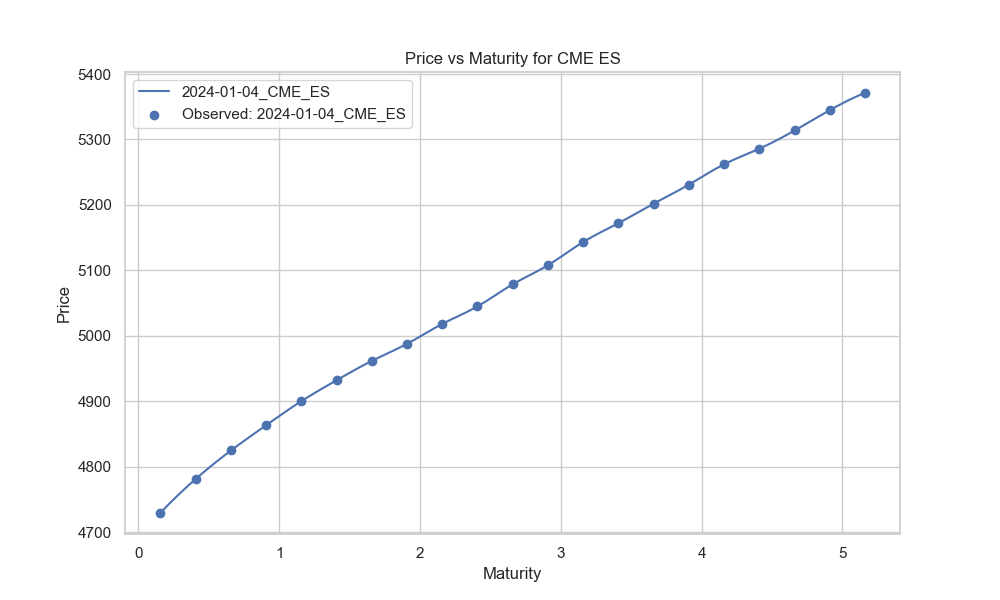 Price vs Maturity for CME ES
2024-01-04_CME_ES
Observed: 2024-01-04_CME_ES
Price
5400
5300
5200
5100
5000
4900
4800
4700
0 1 2 3 4 5
Maturity